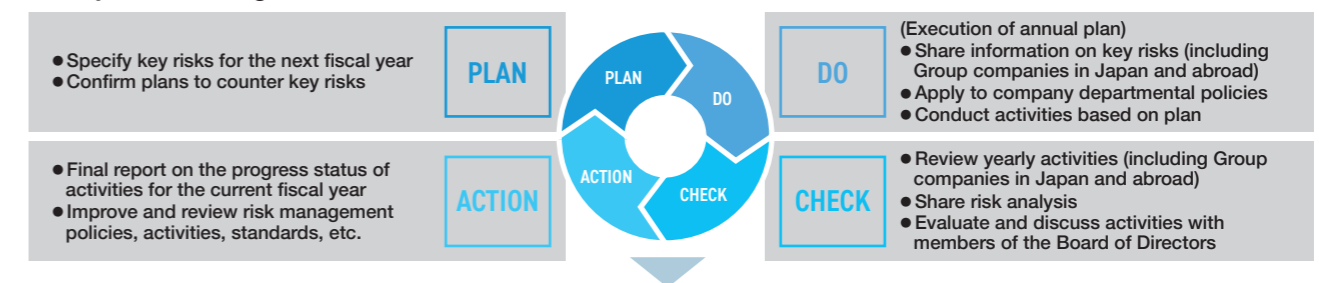 ● Specify key risks for the next fiscal year
● Confirm plans to counter key risks
PLAN
PLAN
DO
DO
(Execution of annual plan)
● Share information on key risks (including
Group companies in Japan and abroad)
● Apply to company departmental policies
● Conduct activities based on plan
● Final report on the progress status of
activities for the current fiscal year
● Improve and review risk management
policies, activities, standards, etc.
ACTION
ACTION
CHECK
CHECK
● Review yearly activities (including Group
companies in Japan and abroad)
● Share risk analysis
● Evaluate and discuss activities with
members of the Board of Directors